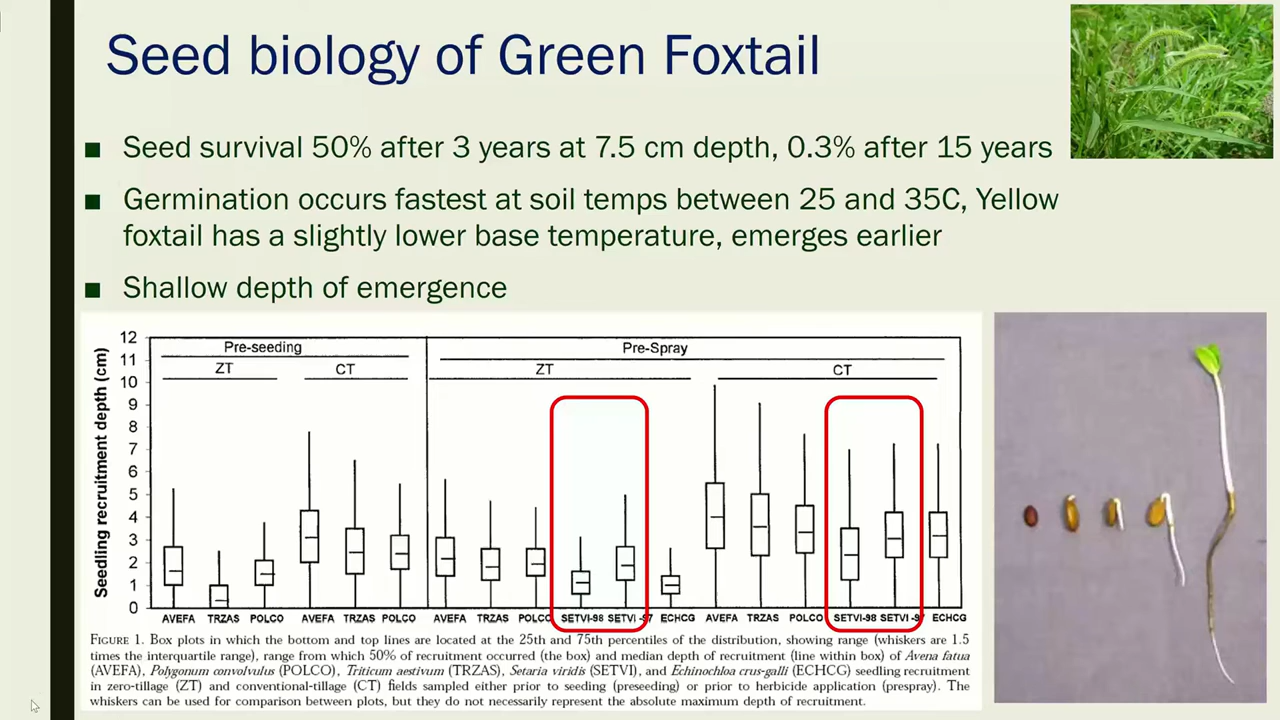 Seed biology of Green Foxtail
■ Seed survival 50% after 3 years at 7.5 cm depth, 0.3% after 15 years
■ Germination occurs fastest at soil temps between 25 and 35C, Yellow
foxtail has a slightly lower base temperature, emerges earlier
■ Shallow depth of emergence
Seedling recruitment depth (cm)
12
11
10
9
8
7
6
5
4
3
2
1
0
Pre-seeding
Pre-Spray
ZT
CT
ZT
CT
AVEFA TRZAS POLCO AVEFA TRZAS POLCO AVEFA TRZAS POLCO SETVI-98 SETVI -97 ECHCG AVEFA TRZAS POLCO SETVI-98 SETVI -9 ECHCG
FIGURE 1. Box plots in which the bottom and top lines are located at the 25th and 75th percentiles of the distribution, showing range (whiskers are 1.5
times the interquartile range), range from which 50% of recruitment occurred (the box) and median depth of recruitment (line within box) of Avena fatua
(AVEFA), Polygonum convolvulus (POLCO), Triticum aestivum (TRZAS), Setaria viridis (SETVI), and Echinochloa crus-galli (ECHCG) seedling recruitment
in zero-tillage (ZT) and conventional-tillage (CT) fields sampled either prior to seeding (preseeding) or prior to herbicide application (prespray). The
whiskers can be used for comparison between plots, but they do not necessarily represent the absolute maximum depth of recruitment.